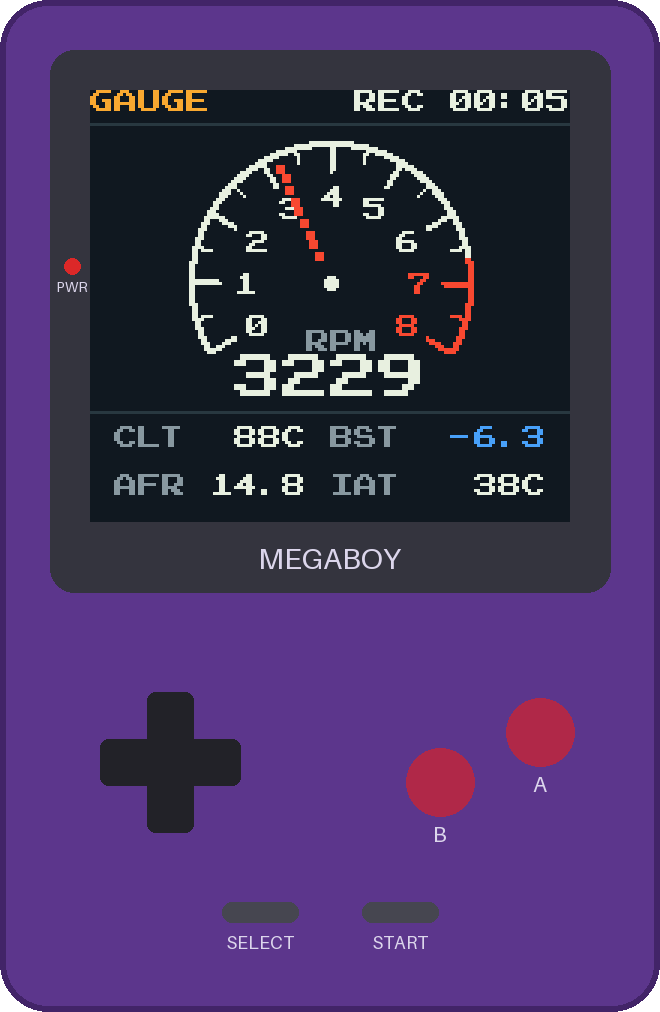 GAUGE REC 00:05
4
3 5
2 6
1 7
0 8
RPM
3229
CLT 88C BST -6.3
AFR 14.8 IAT 38C
PWR
MEGABOY
A
B
SELECT START